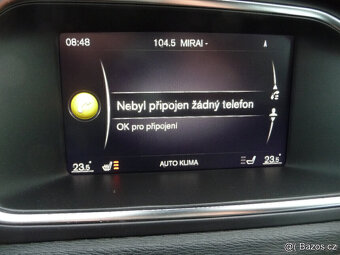 08:48 104.5 MIRAI -
Nebyl připojen žádný telefon
OK pro připojení
23.5° AUTO KLIMA 23.5°
© Bazos.cz